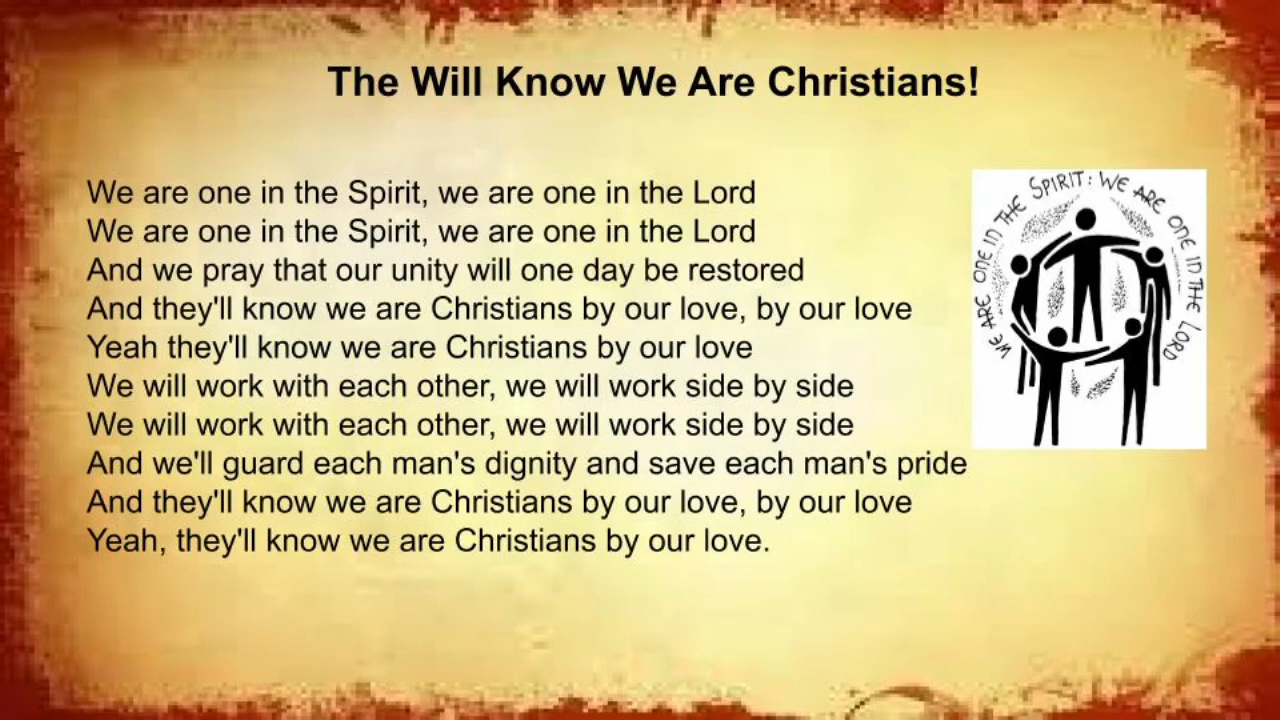 The Will Know We Are Christians!
We are one in the Spirit, we are one in the Lord
We are one in the Spirit, we are one in the Lord
And we pray that our unity will one day be restored
And they'll know we are Christians by our love, by our love
Yeah they'll know we are Christians by our love
We will work with each other, we will work side by side
We will work with each other, we will work side by side
And we'll guard each man's dignity and save each man's pride
And they'll know we are Christians by our love, by our love
Yeah, they'll know we are Christians by our love.
WE ARE ONE IN THE SPIRIT: WE ARE ONE IN THE LORD